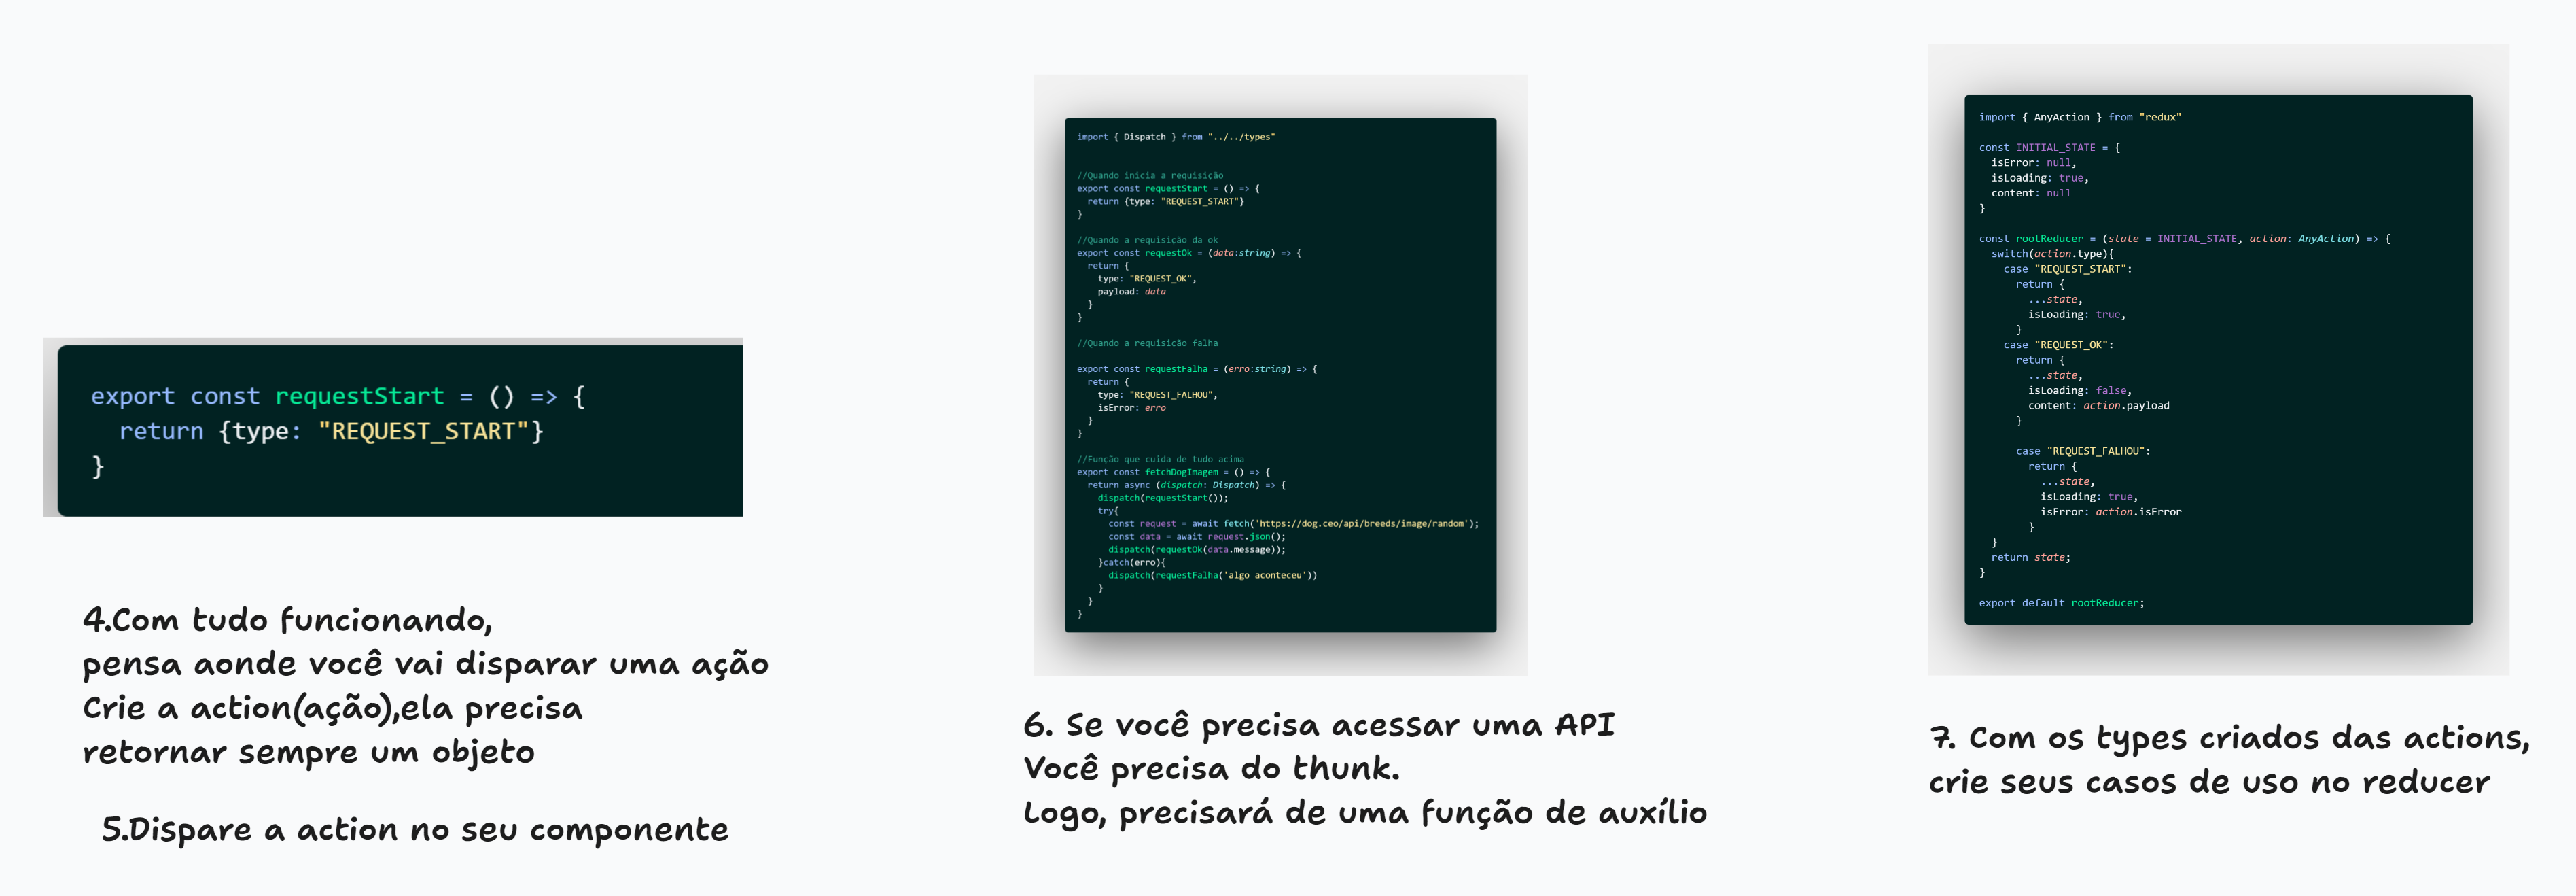 export const requestStart = () => {
  return {type: "REQUEST_START"}
}
4.Com tudo funcionando,
pensa aonde você vai disparar uma ação
Crie a action(ação),ela precisa
retornar sempre um objeto
5.Dispare a action no seu componente
import { Dispatch } from "../../types"
//Quando inicia a requisição
export const requestStart = () => {
  return {type: "REQUEST_START"}
}
//Quando a requisição da ok
export const requestOk = (data:string) => {
  return {
    type: "REQUEST_OK",
    payload: data
  }
}
//Quando a requisição falha
export const requestFalha = (erro:string) => {
  return {
    type: "REQUEST_FALHOU",
    isError: erro
  }
}
//Função que cuida de tudo acima
export const fetchDogImagem = () => {
  return async (dispatch: Dispatch) => {
    dispatch(requestStart());
    try{
      const request = await fetch('https://dog.ceo/api/breeds/image/random');
      const data = await request.json();
      dispatch(requestOk(data.message));
    }catch(erro){
      dispatch(requestFalha('algo aconteceu'))
    }
  }
}
6. Se você precisa acessar uma API
Você precisa do thunk.
Logo, precisará de uma função de auxílio
import { AnyAction } from "redux"
const INITIAL_STATE = {
  isError: null,
  isLoading: true,
  content: null
}
const rootReducer = (state = INITIAL_STATE, action: AnyAction) => {
  switch(action.type){
    case "REQUEST_START":
      return {
        ...state,
        isLoading: true,
      }
    case "REQUEST_OK":
      return {
        ...state,
        isLoading: false,
        content: action.payload
      }
      case "REQUEST_FALHOU":
        return {
          ...state,
          isLoading: true,
          isError: action.isError
        }
  }
  return state;
}
export default rootReducer;
7. Com os types criados das actions,
crie seus casos de uso no reducer